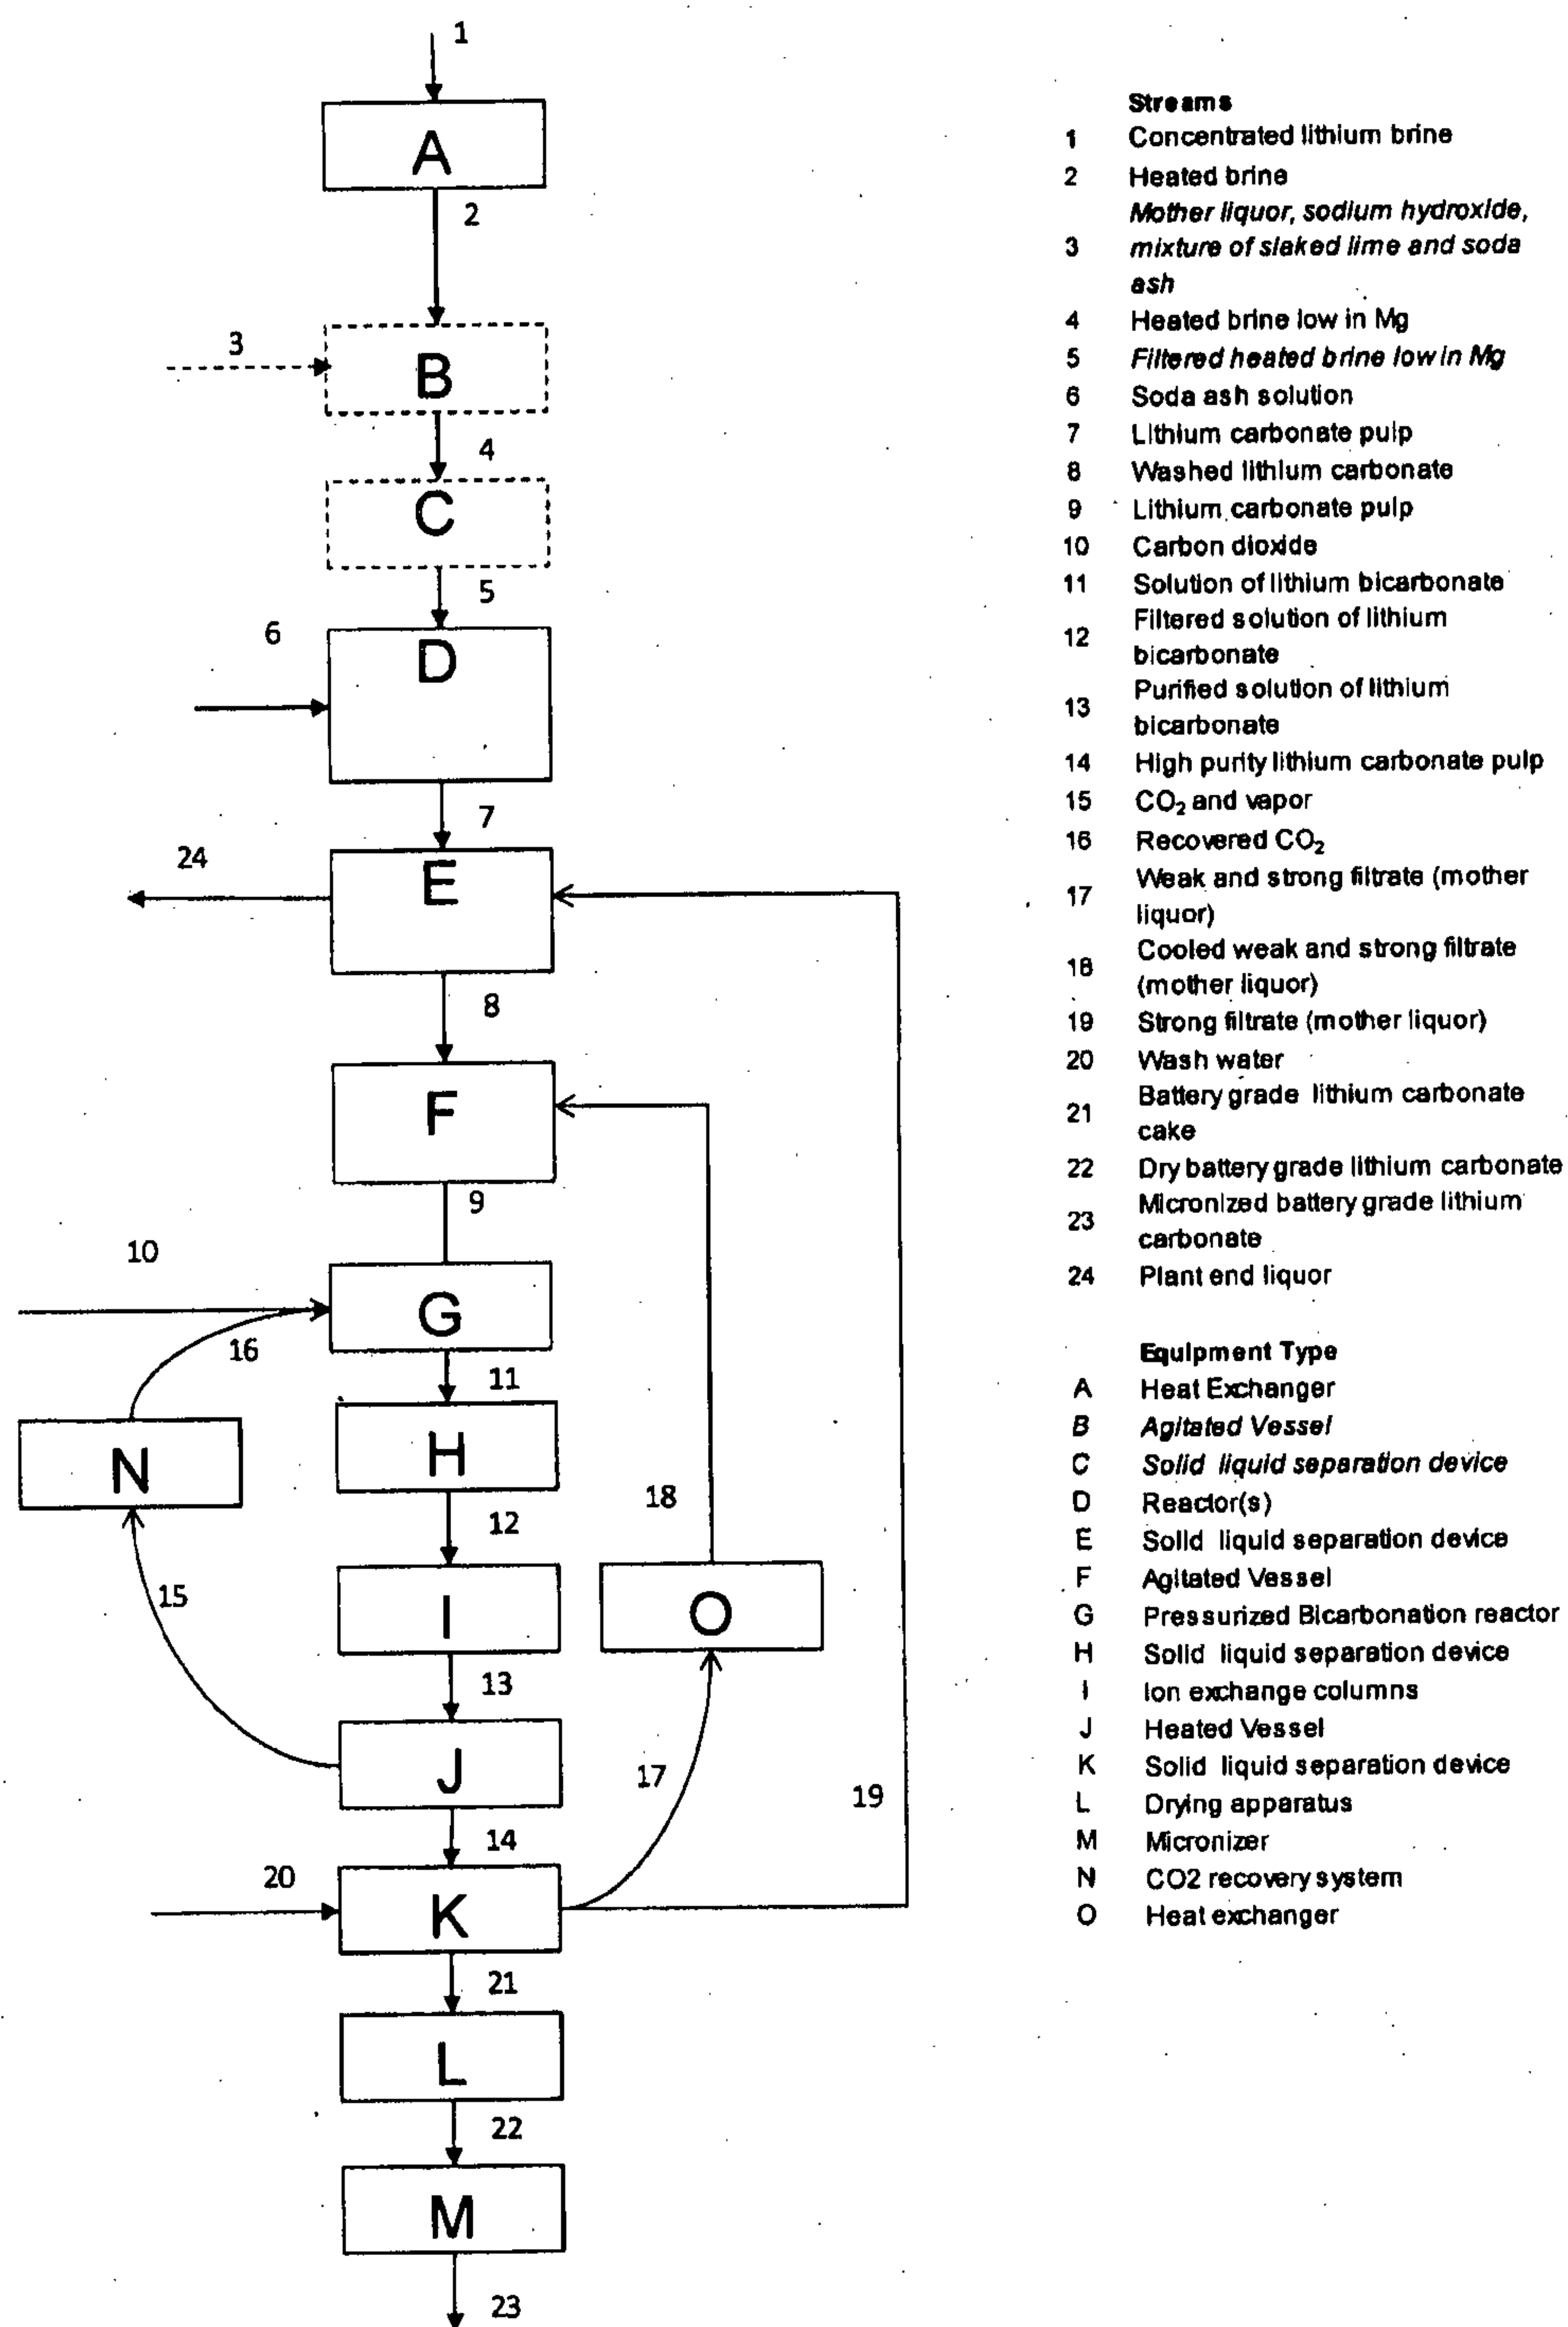 1
A
2
3
B
4
C
5
6
D
7
24
E
8
F
9
10
G
16
11
N
H
18
12
15
I
O
13
J
17
19
14
20
K
21
L
22
M
23
Streams
1 Concentrated lithium brine
2 Heated brine
Mother liquor, sodium hydroxide,
3 mixture of slaked lime and soda
ash
4 Heated brine low in Mg
5 Filtered heated brine low in Mg
6 Soda ash solution
7 Lithium carbonate pulp
8 Washed lithium carbonate
9 Lithium carbonate pulp
10 Carbon dioxide
11 Solution of lithium bicarbonate
Filtered solution of lithium
12
bicarbonate
Purified solution of lithium
13
bicarbonate
14 High purity lithium carbonate pulp
15 CO₂ and vapor
16 Recovered CO₂
Weak and strong filtrate (mother
17
liquor)
Cooled weak and strong filtrate
18
(mother liquor)
19 Strong filtrate (mother liquor)
20 Wash water
Battery grade lithium carbonate
21
cake
22 Dry battery grade lithium carbonate
Micronized battery grade lithium
23
carbonate
24 Plant end liquor
Equipment Type
A Heat Exchanger
B Agitated Vessel
C Solid liquid separation device
D Reactor(s)
E Solid liquid separation device
F Agitated Vessel
G Pressurized Bicarbonation reactor
H Solid liquid separation device
I Ion exchange columns
J Heated Vessel
K Solid liquid separation device
L Drying apparatus
M Micronizer
N CO2 recovery system
O Heat exchanger